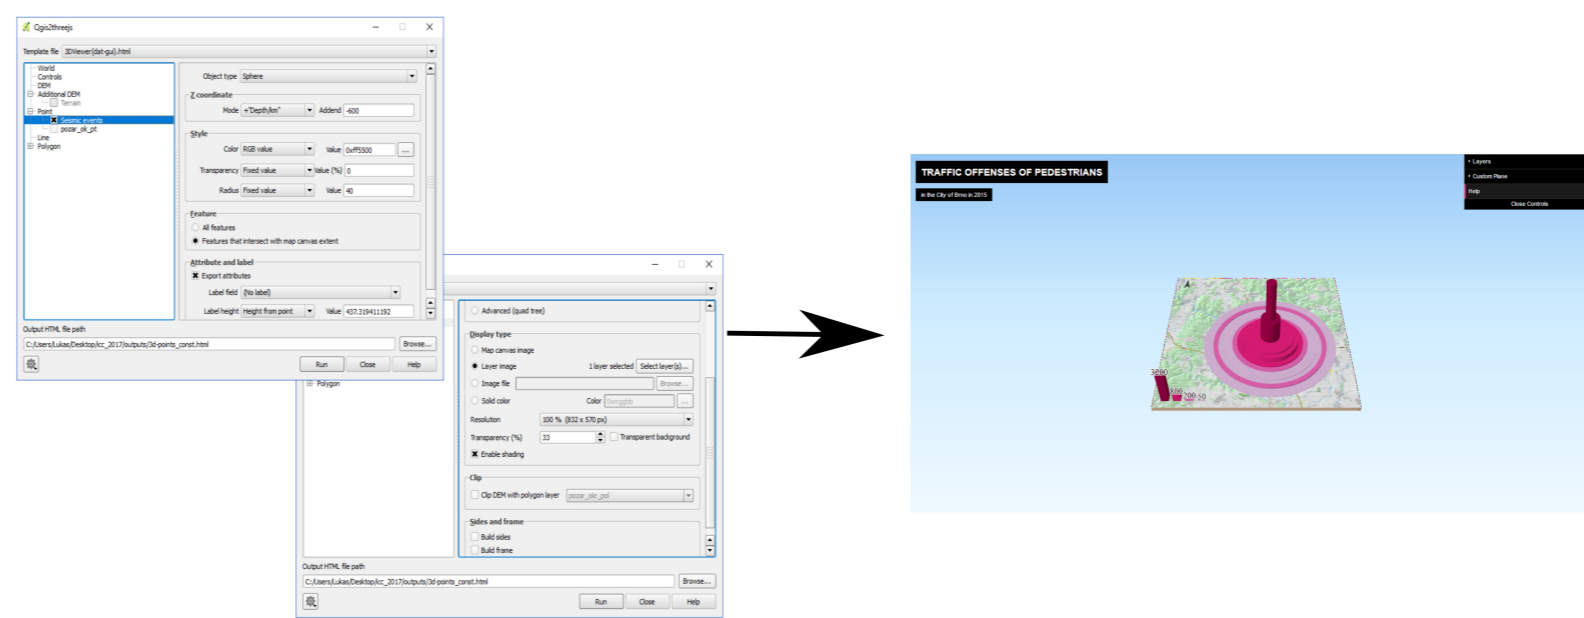 Qgis2threejs
Template file 3DViewer(dat-gui).html
World
Controls
DEM
Additional DEM
Terrain
Point
Seismic events
pozar_ok_pt
Line
Polygon
Object type Sphere
Z coordinate
Mode +"Depth/km" Addend -600
Style
Color RGB value Value 0xff5500 ...
Transparency Fixed value Value (%) 0
Radius Fixed value Value 40
Feature
All features
Features that intersect with map canvas extent
Attribute and label
Export attributes
Label field (No label)
Label height Height from point Value 437.319411192
Output HTML file path
C:/Users/Lukas/Desktop/icc_2017/outputs/3d-points_const.html Browse...
Run Close Help
Polygon
Advanced (quad tree)
Display type
Map canvas image
Layer image 1 layer selected Select layer(s)...
Image file Browse...
Solid color Color 0xrrggbb ...
Resolution 100 % (832 x 570 px)
Transparency (%) 33 Transparent background
Enable shading
Clip
Clip DEM with polygon layer pozar_okr_pol
Sides and frame
Build sides
Build frame
Output HTML file path
C:/Users/Lukas/Desktop/icc_2017/outputs/3d-points_const.html Browse...
Run Close Help
TRAFFIC OFFENSES OF PEDESTRIANS
in the City of Brno in 2015
Layers
Custom Plane
Help
Close Controls
3200
800
200
50